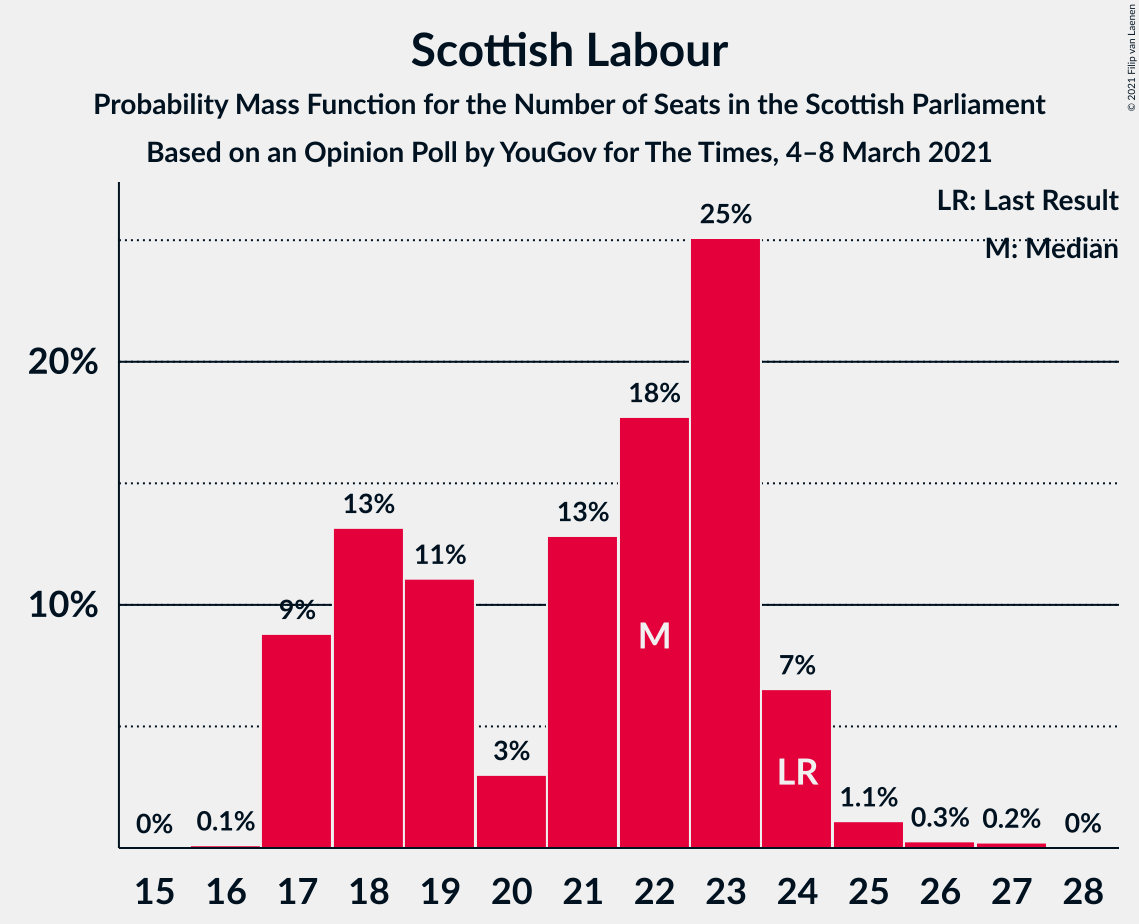 Scottish Labour
Probability Mass Function for the Number of Seats in the Scottish Parliament
Based on an Opinion Poll by YouGov for The Times, 4–8 March 2021
© 2021 Filip van Laenen
LR: Last Result
M: Median
25%
20%
18%
13%
13%
11%
10%
9%
M
7%
3%
LR
1.1%
0%
0.1%
0.3%
0.2%
0%
15 16 17 18 19 20 21 22 23 24 25 26 27 28